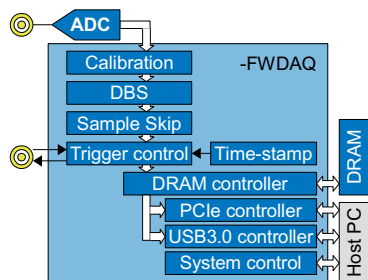 ADC
-FWDAQ
Calibration
DBS
Sample Skip
Trigger control
Time-stamp
DRAM controller
PCIe controller
USB3.0 controller
System control
DRAM
Host PC